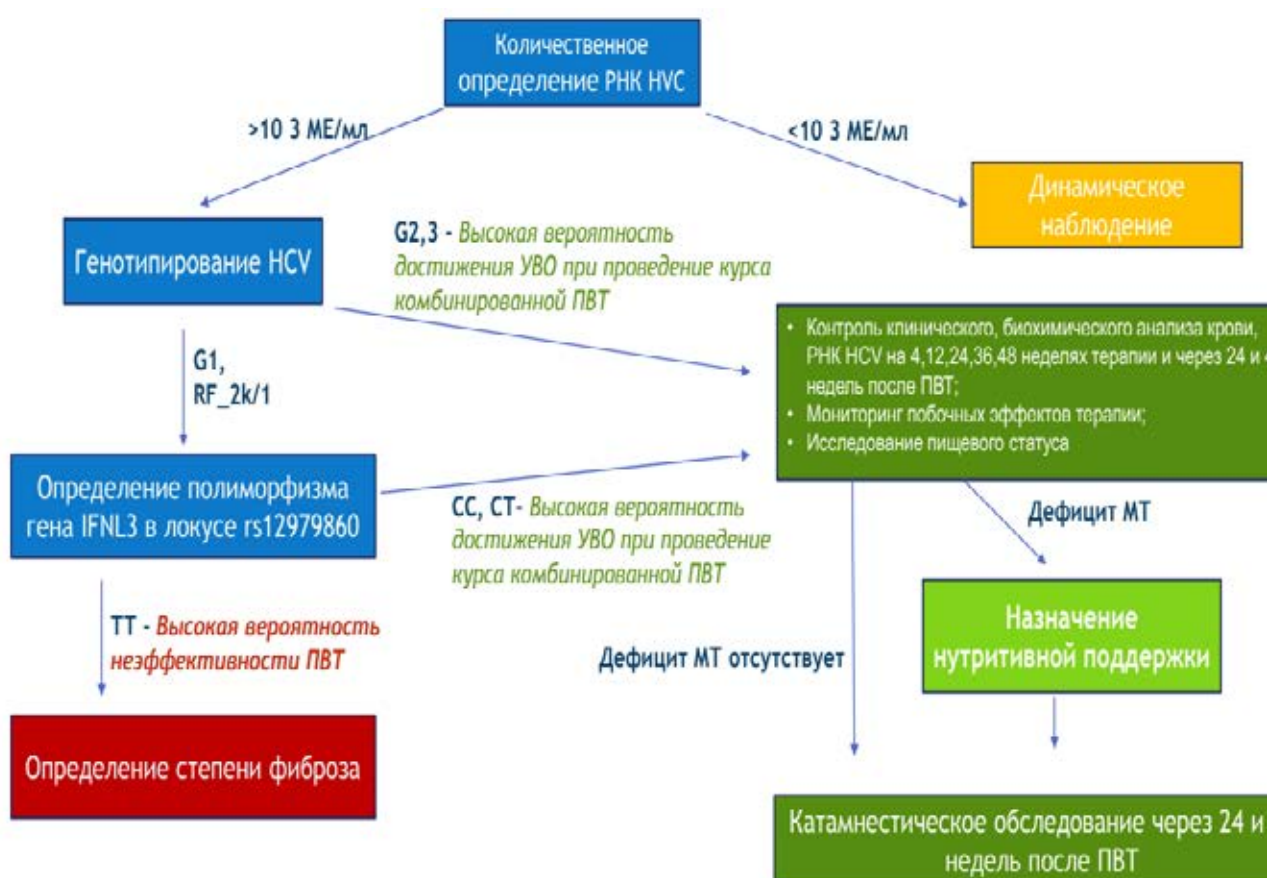 Количественное
определение РНК HVC
>10 3 МЕ/мл
<10 3 МЕ/мл
Динамическое
наблюдение
Генотипирование HCV
G2,3 - Высокая вероятность
достижения УВО при проведение курса
комбинированной ПВТ
• Контроль клинического, биохимического анализа крови,
РНК HCV на 4,12,24,36,48 неделях терапии и через 24 и
недель после ПВТ;
• Мониторинг побочных эффектов терапии;
• Исследование пищевого статуса
G1,
RF_2k/1
Определение полиморфизма
гена IFNL3 в локусе rs12979860
CC, CT- Высокая вероятность
достижения УВО при проведение
курса комбинированной ПВТ
Дефицит МТ
TT - Высокая вероятность
неэффективности ПВТ
Назначение
нутритивной поддержки
Дефицит МТ отсутствует
Определение степени фиброза
Катамнестическое обследование через 24 и
недель после ПВТ